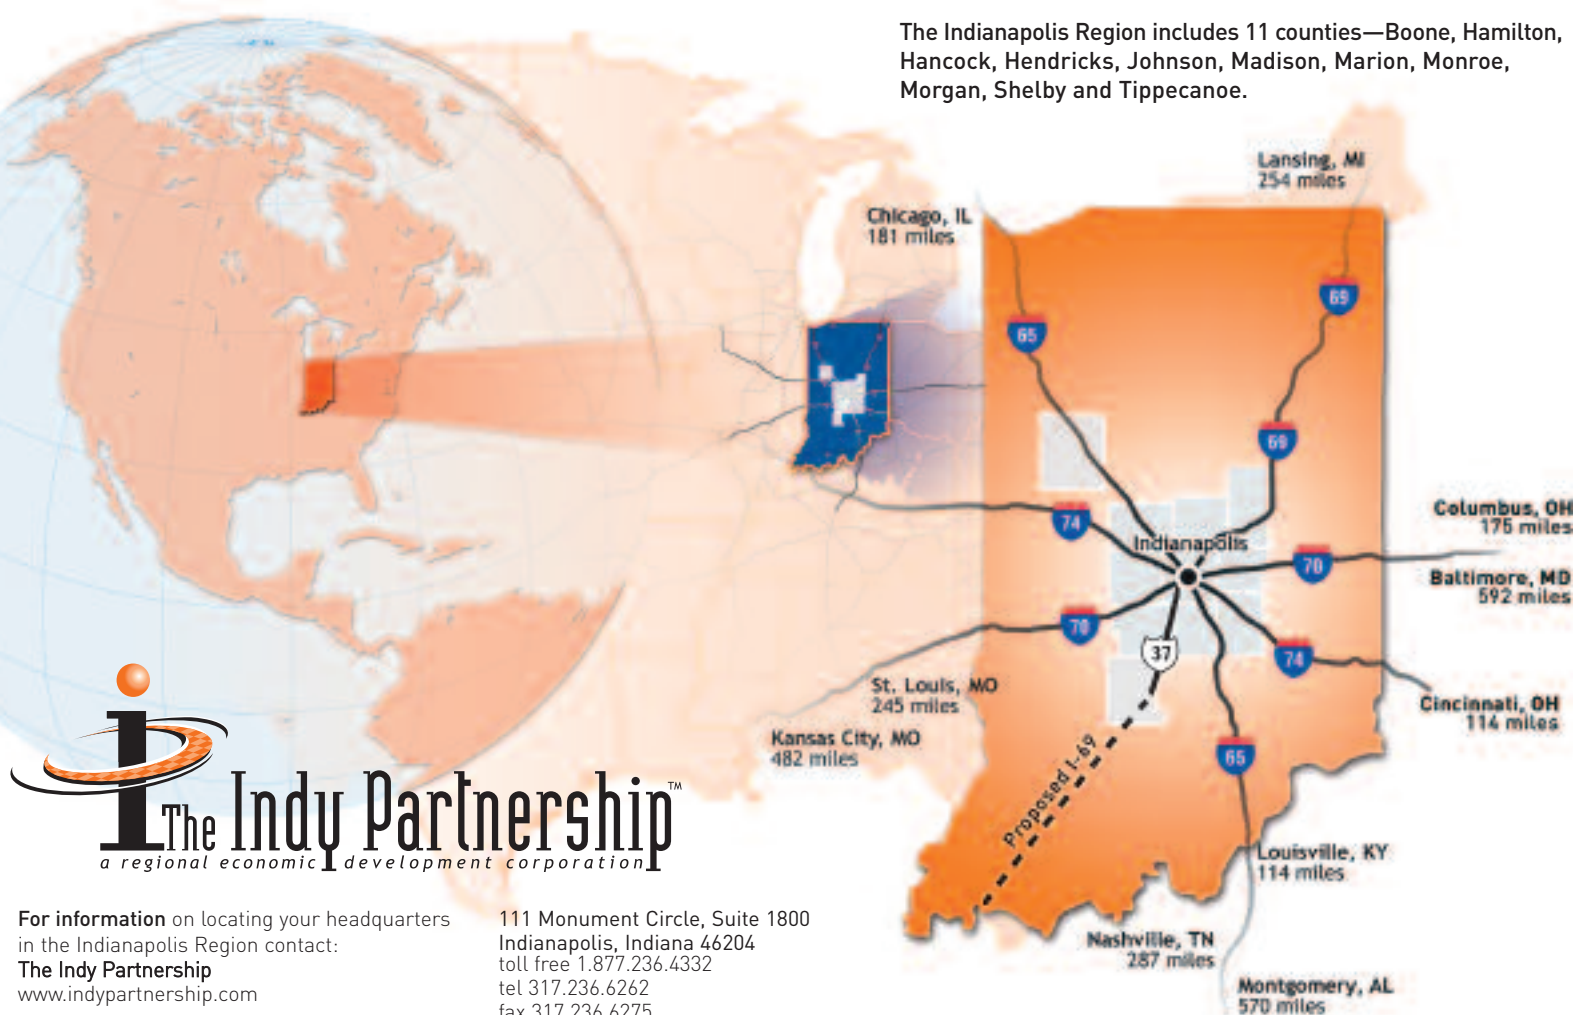 The Indianapolis Region includes 11 counties—Boone, Hamilton,
Hancock, Hendricks, Johnson, Madison, Marion, Monroe,
Morgan, Shelby and Tippecanoe.
Lansing, MI
254 miles
Chicago, IL
181 miles
69
65
69
74
Indianapolis
Columbus, OH
175 miles
70
Baltimore, MD
592 miles
70
37
74
St. Louis, MO
245 miles
Cincinnati, OH
114 miles
Kansas City, MO
482 miles
65
Proposed I-69
Louisville, KY
114 miles
Nashville, TN
287 miles
Montgomery, AL
570 miles
i
The Indy Partnership™
a regional economic development corporation
For information on locating your headquarters
in the Indianapolis Region contact:
The Indy Partnership
www.indypartnership.com
111 Monument Circle, Suite 1800
Indianapolis, Indiana 46204
toll free 1.877.236.4332
tel 317.236.6262
fax 317.236.6275